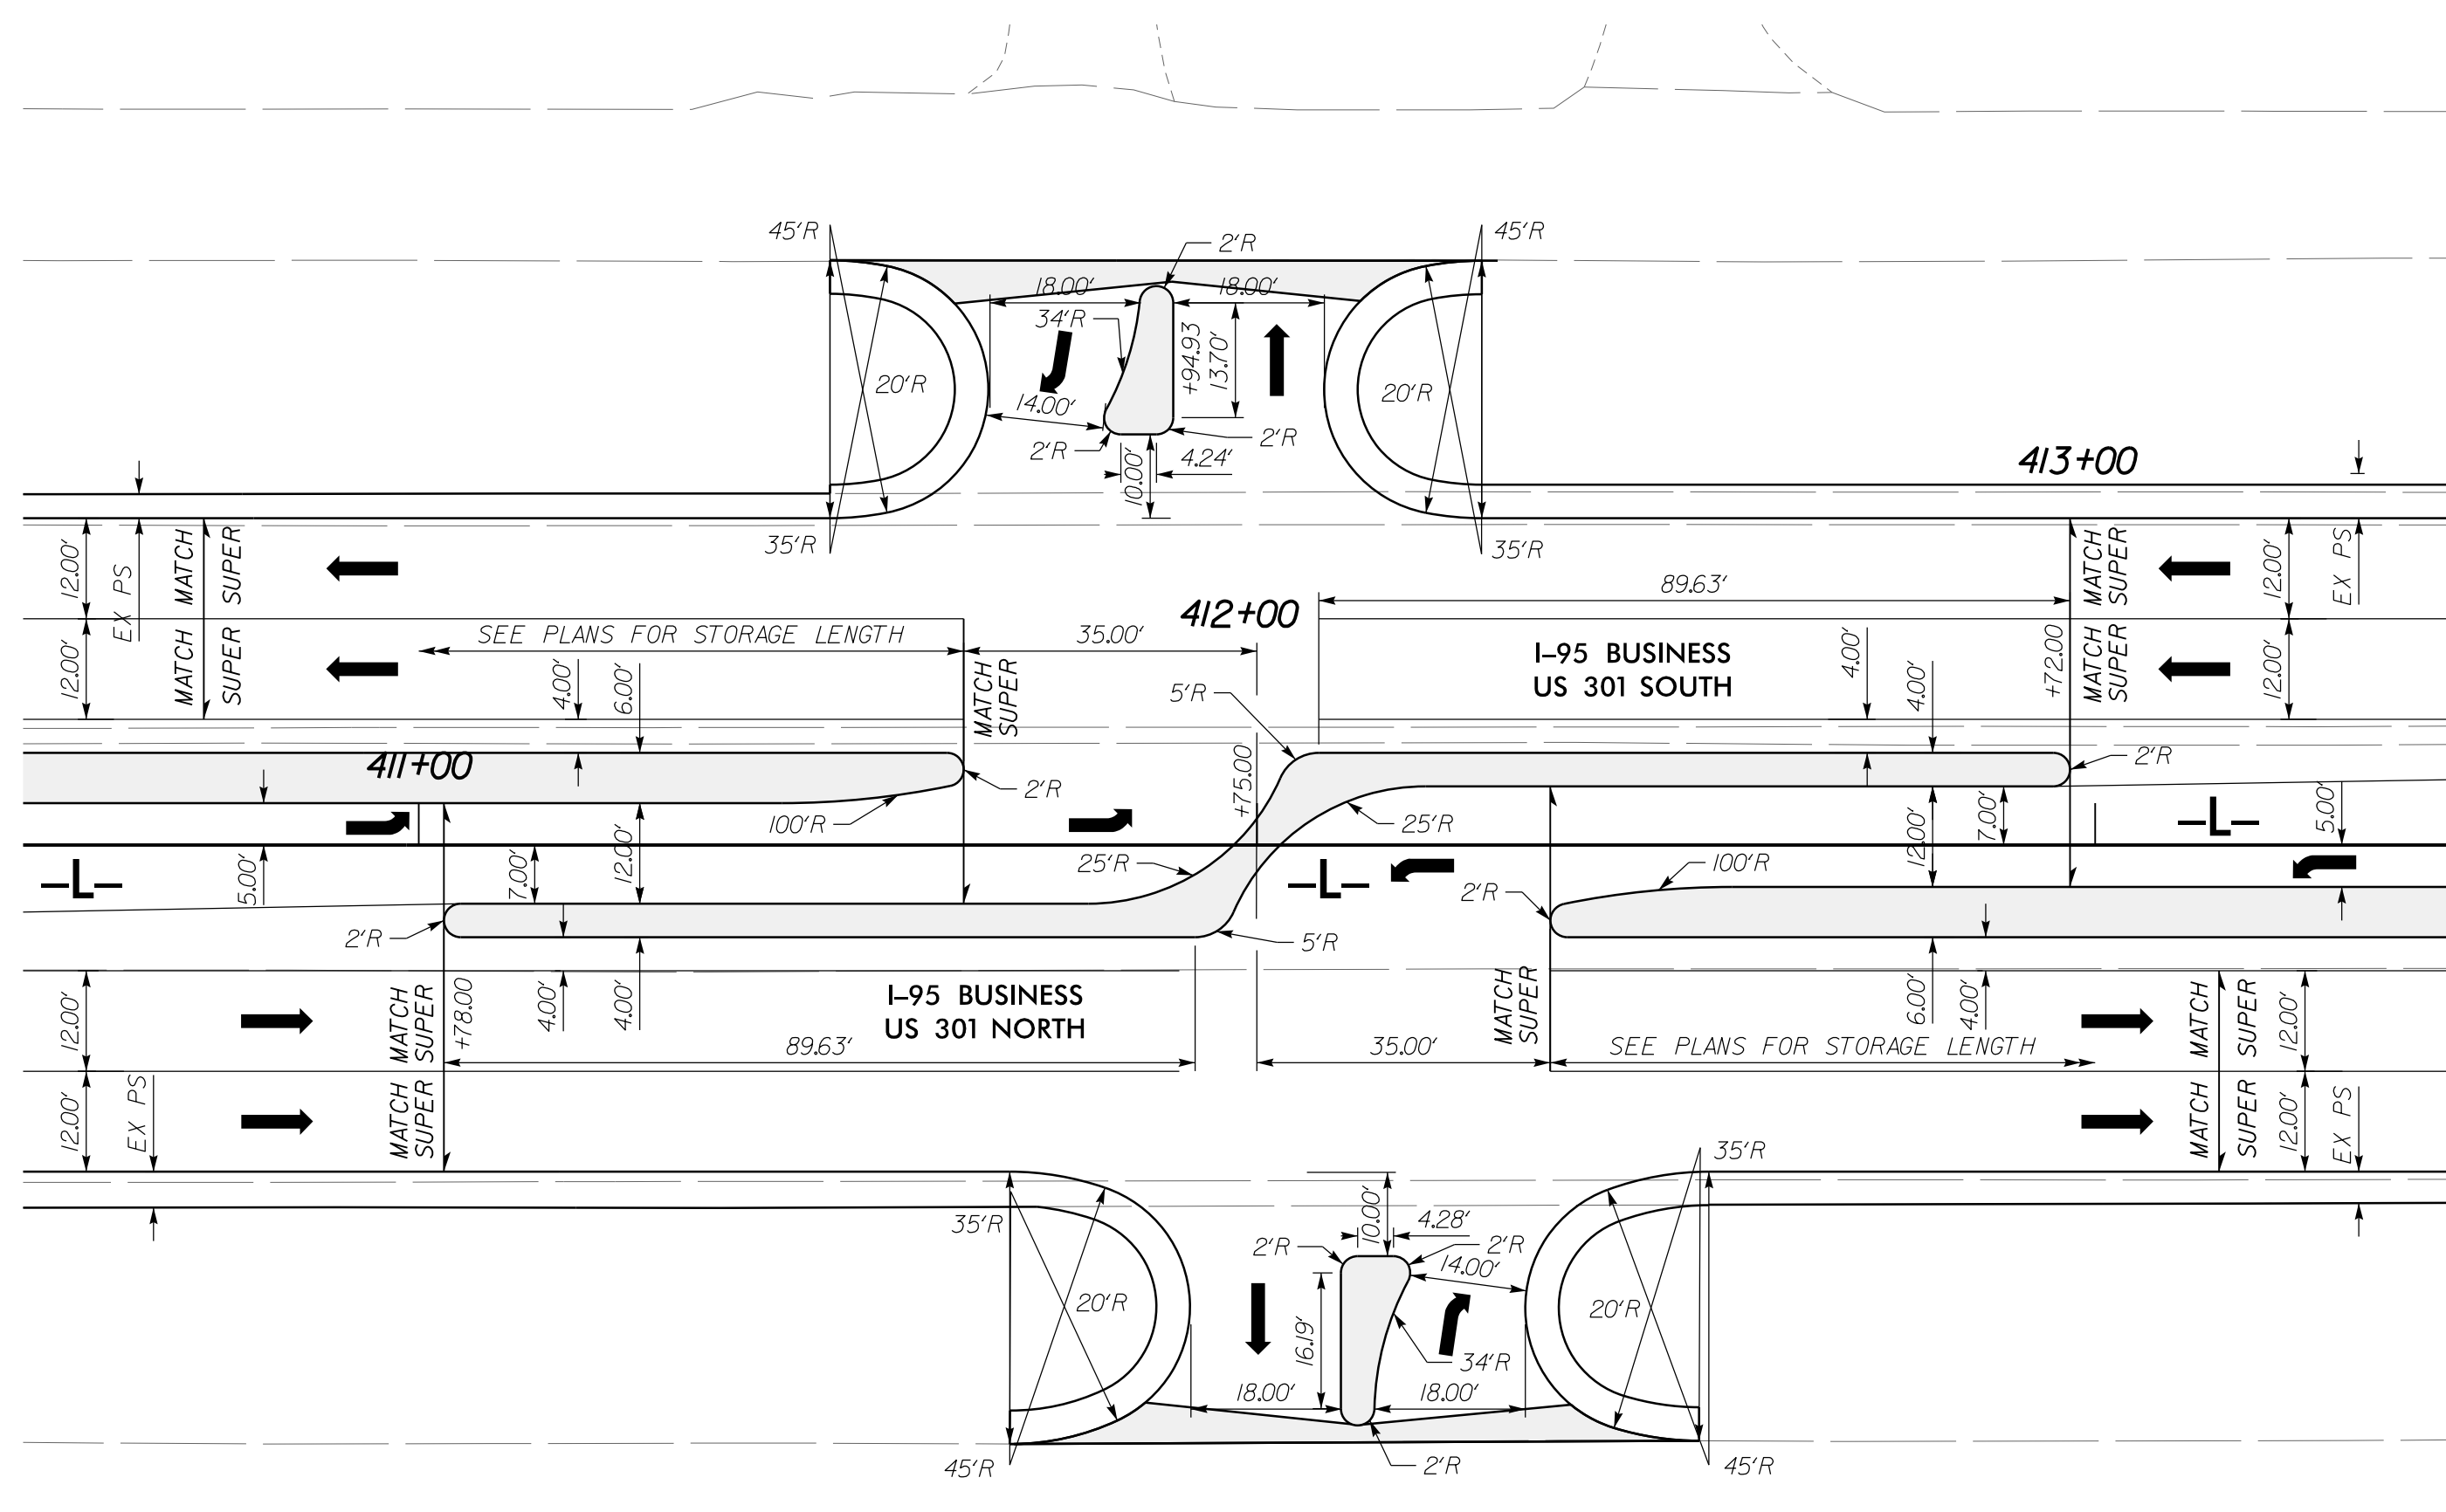 45'R
2'R
45'R
18.00'
18.00'
34'R
+94.93
13.70'
20'R
20'R
14.00'
2'R
2'R
4.24'
10.00'
413+00
35'R
35'R
12.00'
EX PS
MATCH
SUPER
12.00'
MATCH
SUPER
89.63'
MATCH
SUPER
12.00'
EX PS
412+00
SEE PLANS FOR STORAGE LENGTH
35.00'
4.00'
6.00'
MATCH
SUPER
5'R
I-95 BUSINESS
US 301 SOUTH
4.00'
4.00'
+72.00
MATCH
SUPER
12.00'
411+00
+75.00
2'R
2'R
100'R
25'R
-L-
5.00'
-L-
5.00'
7.00'
12.00'
25'R
-L-
100'R
12.00'
7.00'
2'R
2'R
5'R
12.00'
MATCH
SUPER
+78.00
4.00'
4.00'
I-95 BUSINESS
US 301 NORTH
89.63'
35.00'
MATCH
SUPER
SEE PLANS FOR STORAGE LENGTH
6.00'
4.00'
MATCH
SUPER
12.00'
12.00'
EX PS
MATCH
SUPER
MATCH
SUPER
12.00'
EX PS
35'R
35'R
10.00'
4.28'
2'R
2'R
14.00'
20'R
20'R
16.19'
34'R
18.00'
18.00'
45'R
2'R
45'R